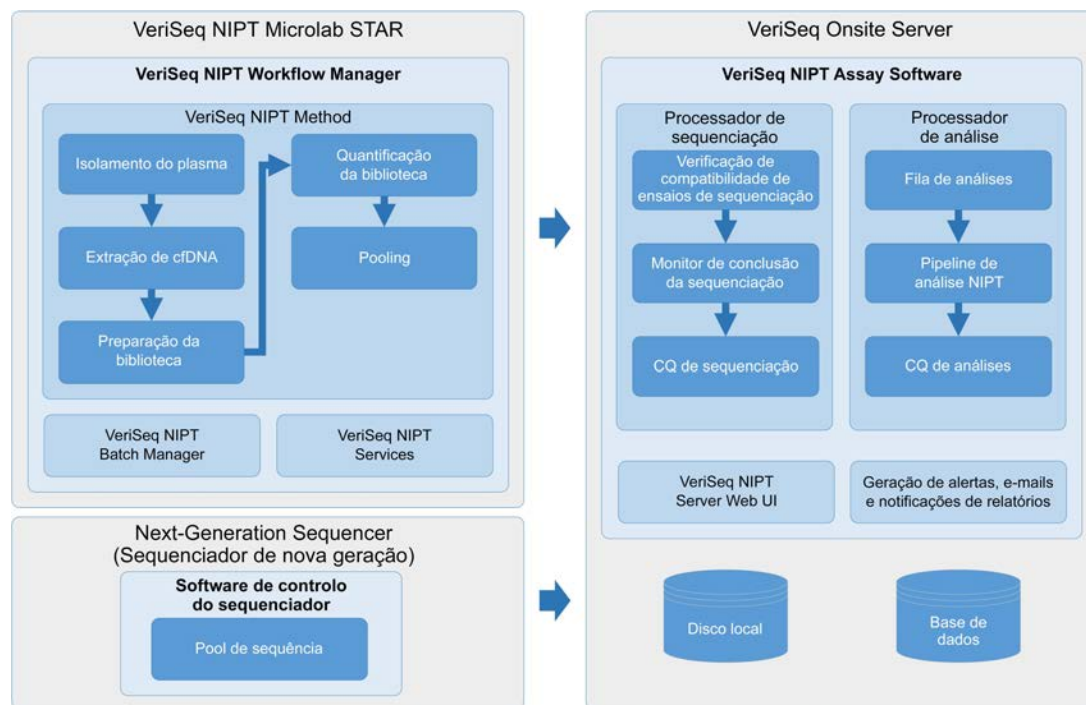 VeriSeq NIPT Microlab STAR
VeriSeq NIPT Workflow Manager
VeriSeq NIPT Method
Isolamento do plasma
Extração de cfDNA
Preparação da
biblioteca
Quantificação
da biblioteca
Pooling
VeriSeq NIPT
Batch Manager
VeriSeq NIPT
Services
Next-Generation Sequencer
(Sequenciador de nova geração)
Software de controlo
do sequenciador
Pool de sequência
VeriSeq Onsite Server
VeriSeq NIPT Assay Software
Processador de
sequenciação
Verificação de
compatibilidade de
ensaios de sequenciação
Monitor de conclusão
da sequenciação
CQ de sequenciação
Processador
de análise
Fila de análises
Pipeline de
análise NIPT
CQ de análises
VeriSeq NIPT
Server Web UI
Geração de alertas, e-mails
e notificações de relatórios
Disco local
Base de
dados